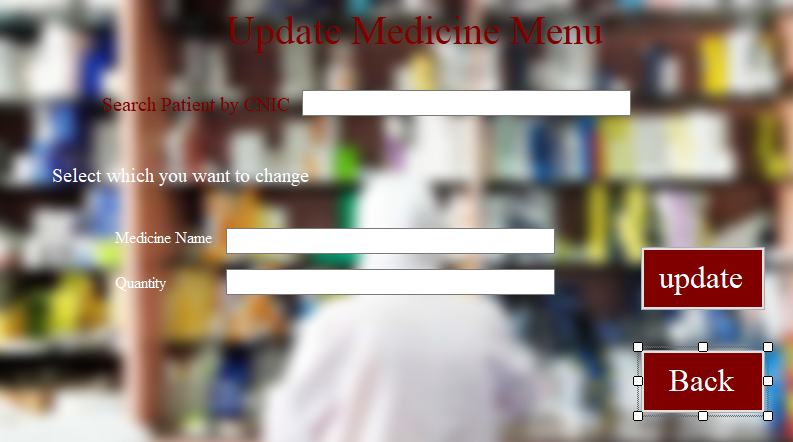 Update Medicine Menu
Search Patient by CNIC
Select which you want to change
Medicine Name
Quantity
update
Back